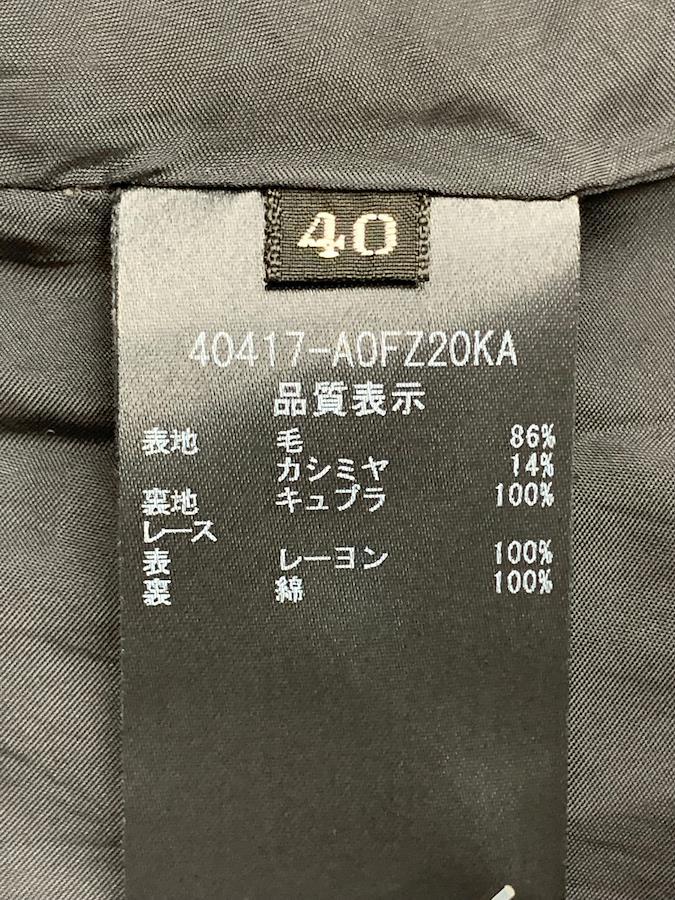 40
40417-A0FZ20KA
品質表示
表地 毛 86%
カシミヤ 14%
裏地 キュプラ 100%
レース
表 レーヨン 100%
裏 綿 100%